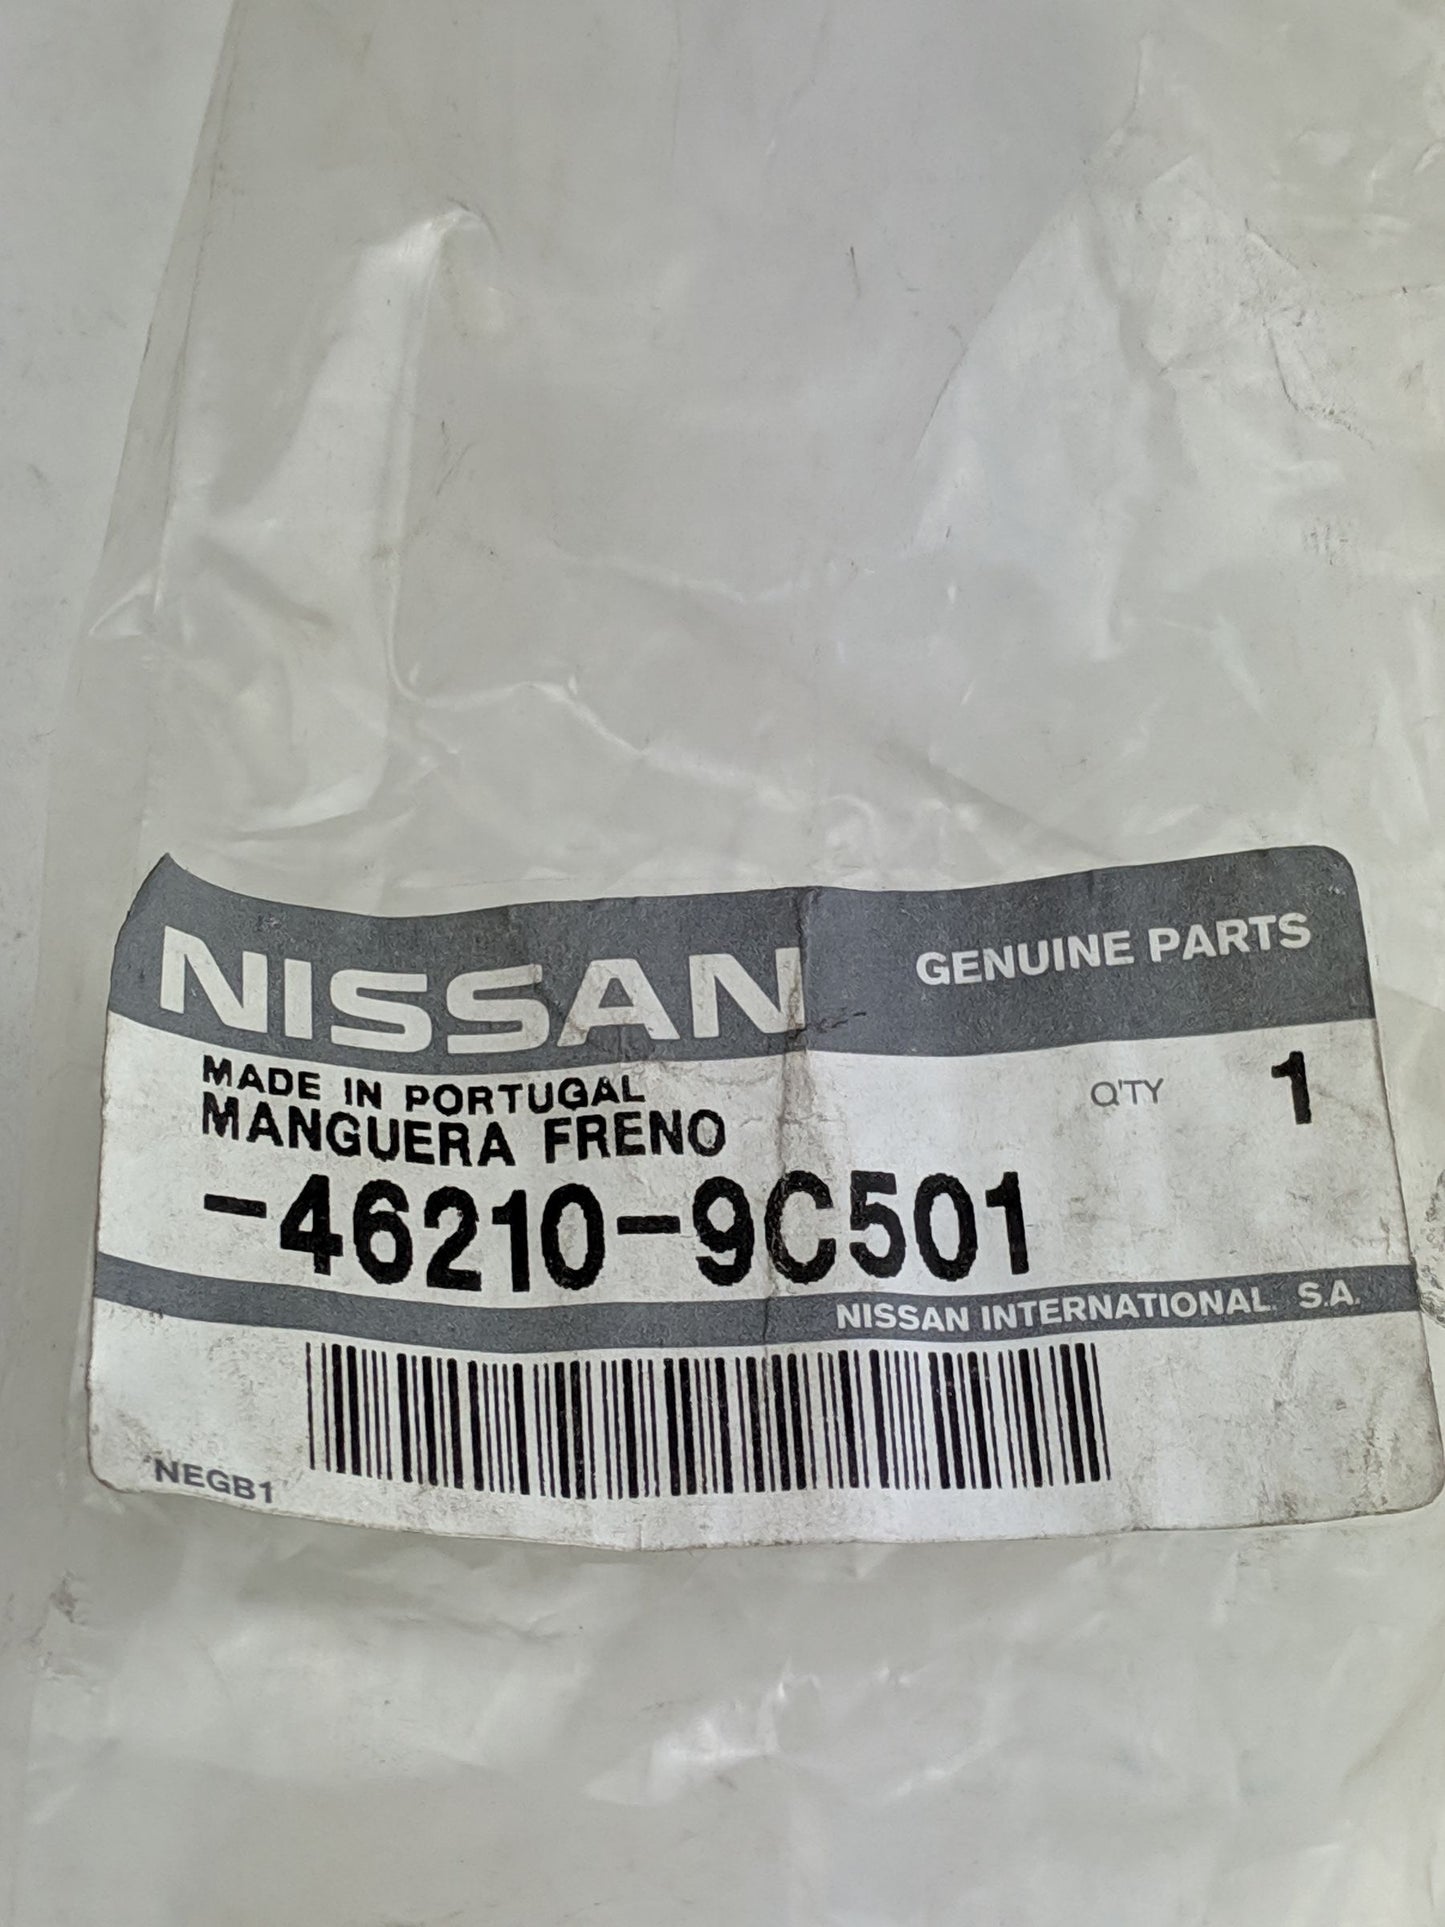 NISSAN
GENUINE PARTS
MADE IN PORTUGAL
Q'TY 1
MANGUERA FRENO
-46210-9C501
NISSAN INTERNATIONAL S.A.
NEGB1